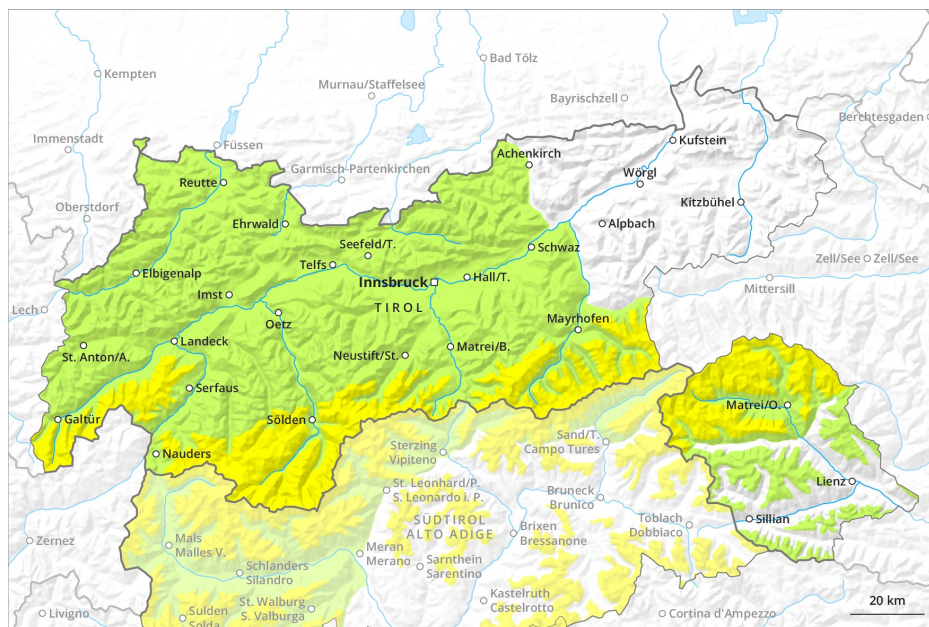 Kempten
Bad Tölz
Murnau/Staffelsee
Bayrischzell
Berchtesgaden
Immenstadt
Füssen
Kufstein
Achenkirch
Garmisch-Partenkirchen
Reutte
Wörgl
Oberstdorf
Kitzbühel
Ehrwald
Alpbach
Seefeld/T.
Schwaz
Zell/See
Zell/See
Telfs
Elbigenalp
Hall/T.
Innsbruck
Mittersill
Imst
TIROL
Lech
Oetz
Mayrhofen
Landeck
Matrei/B.
St. Anton/A.
Neustift/St.
Serfaus
Matrei/O.
Galtür
Sölden
Sand/T.
Campo Tures
Sterzing
Vipiteno
Nauders
Lienz
St. Leonhard/P.
S. Leonardo i. P.
Bruneck
Brunico
Sillian
SÜDTIROL
ALTO ADIGE
Toblach
Dobbiaco
Brixen
Bressanone
Zernez
Mals
Malles V.
Meran
Merano
Sarnthein
Sarentino
Schlanders
Silandro
Kastelruth
Castelrotto
20 km
St. Walburg
S. Valburga
Livigno
Sulden
Solda
Cortina d'Ampezzo